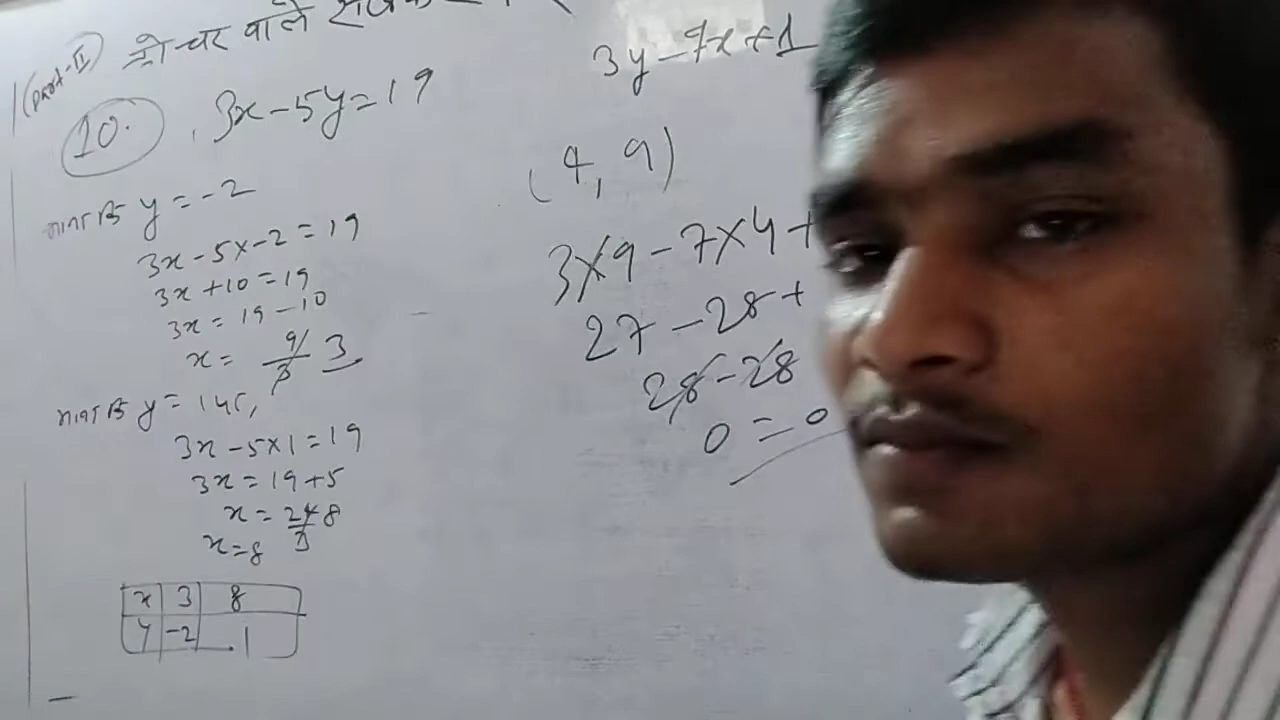 (Part-II) दो चर वाले
10. 3x-5y=19
माना कि y = -2
3x-5x-2=19
3x+10=19
3x=19-10
x= 9/3 3
माना कि y=1
3x-5x1=19
3x=19+5
x=24/3 8
x=8
x 3 8
y -2 1
3y-7x+1
(4, 9)
3x9-7x4+
27-28+
28-28
0=0